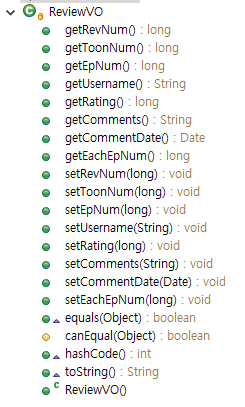 ReviewVO
getRevNum() : long
getToonNum() : long
getEpNum() : long
getUsername() : String
getRating() : long
getComments() : String
getCommentDate() : Date
getEachEpNum() : long
setRevNum(long) : void
setToonNum(long) : void
setEpNum(long) : void
setUsername(String) : void
setRating(long) : void
setComments(String) : void
setCommentDate(Date) : void
setEachEpNum(long) : void
equals(Object) : boolean
canEqual(Object) : boolean
hashCode() : int
toString() : String
ReviewVO()